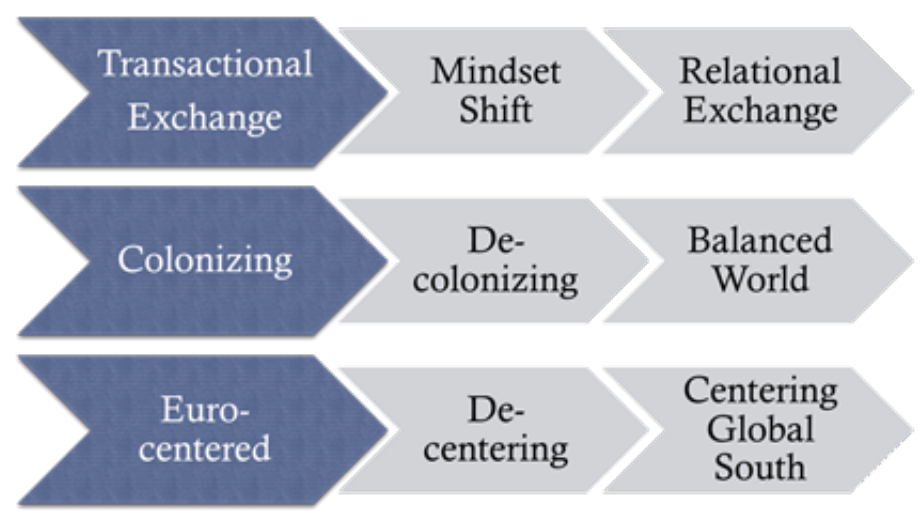 Transactional
Exchange
Mindset
Shift
Relational
Exchange
Colonizing
De-
colonizing
Balanced
World
Euro-
centered
De-
centering
Centering
Global
South